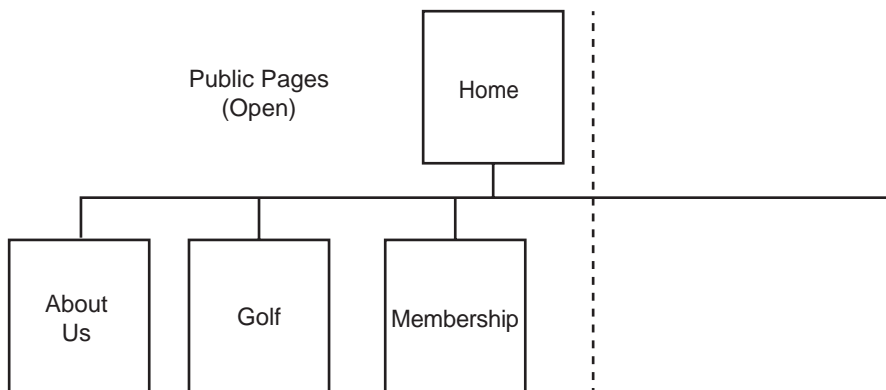 Public Pages
(Open)
Home
About
Us
Golf
Membership